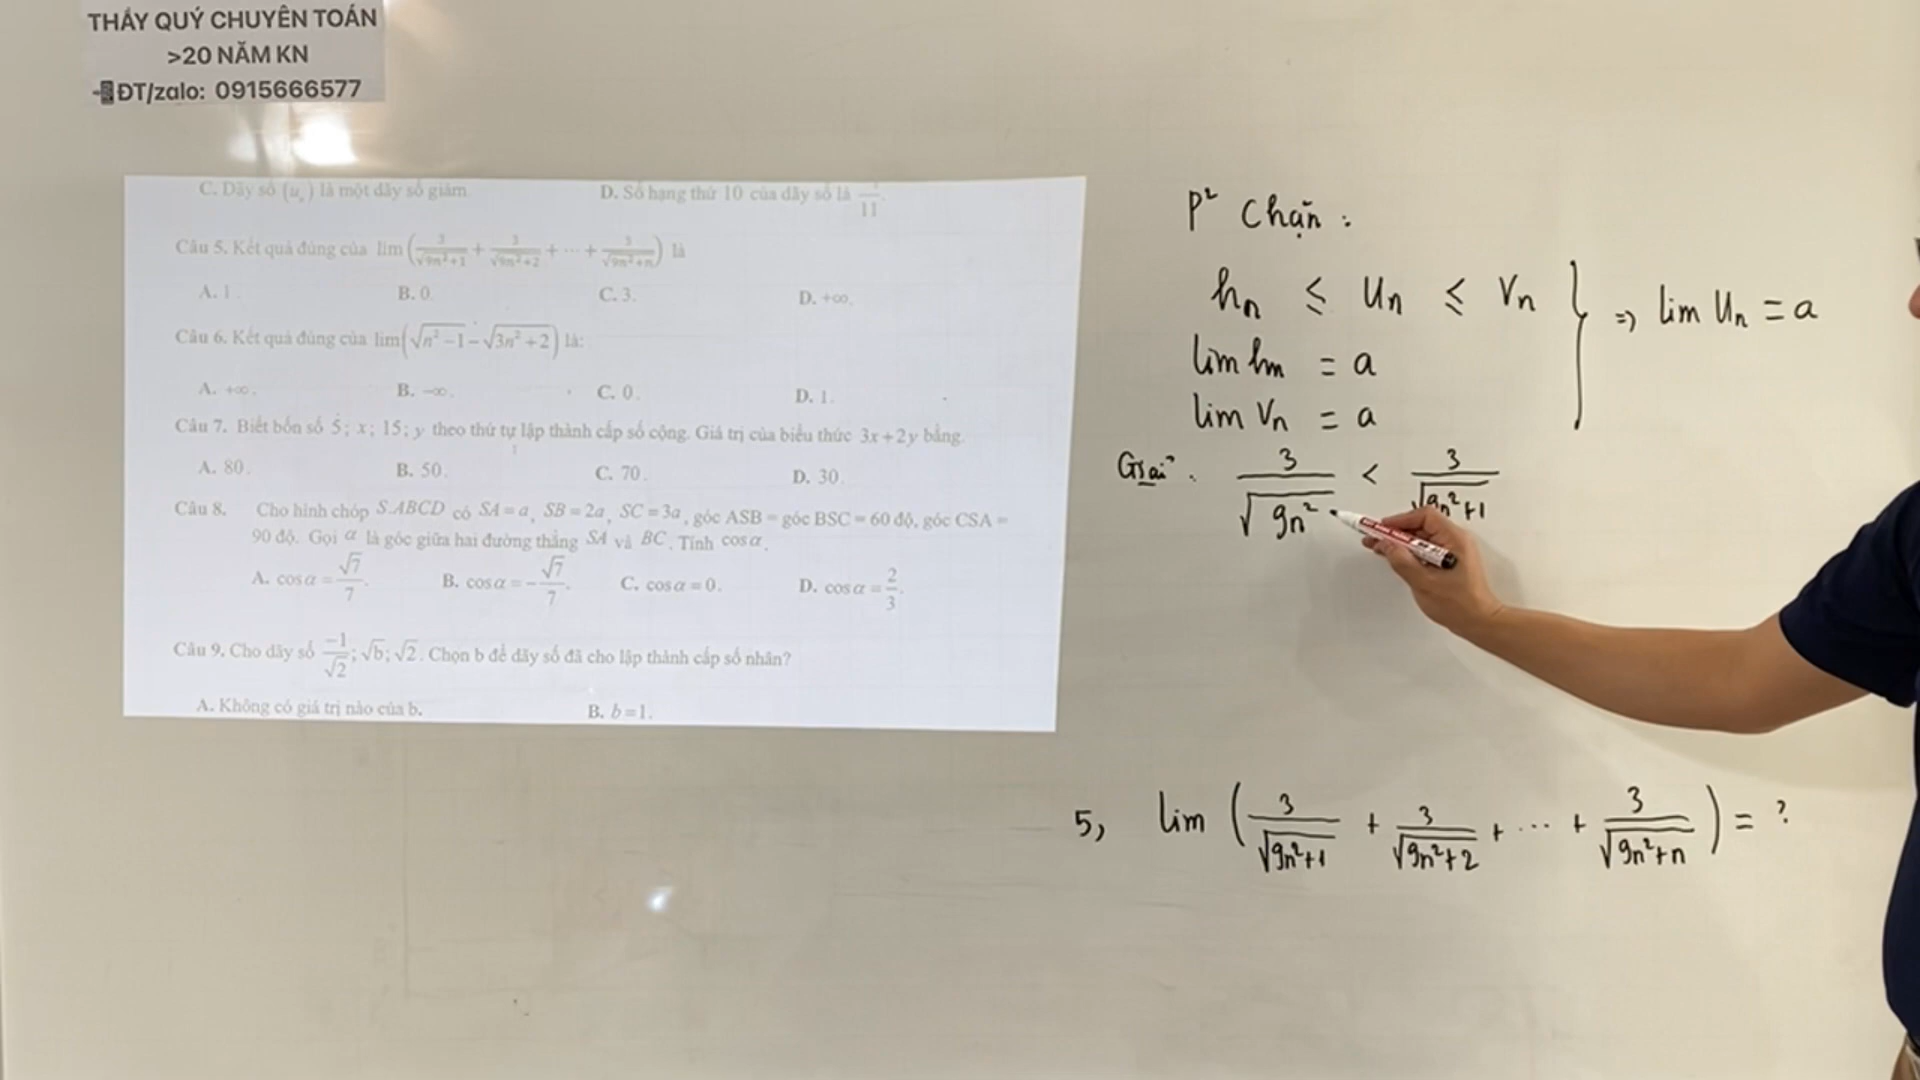 THẦY QUÝ CHUYÊN TOÁN
>20 NĂM KN
ĐT/zalo: 0915666577
C. Dãy số (uₙ) là một dãy số giảm
D. Số hạng thứ 10 của dãy số là /11.
Câu 5. Kết quả đúng của lim(3/√(9n²+1) + 3/√(9n²+2) + ⋯ + 3/√(9n²+n)) là
A. 1. B. 0. C. 3. D. +∞.
Câu 6. Kết quả đúng của lim(√(n²−1) − √(3n²+2)) là:
A. +∞. B. −∞. C. 0. D. 1.
Câu 7. Biết bốn số 5; x; 15; y theo thứ tự lập thành cấp số cộng. Giá trị của biểu thức 3x+2y bằng
A. 80. B. 50. C. 70. D. 30.
Câu 8. Cho hình chóp S.ABCD có SA=a, SB=2a, SC=3a, góc ASB = góc BSC = 60 độ, góc CSA =
90 độ. Gọi α là góc giữa hai đường thẳng SA và BC. Tính cosα.
A. cosα = √7/7. B. cosα = −√7/7. C. cosα = 0. D. cosα = 2/3.
Câu 9. Cho dãy số −1/√2; √b; √2. Chọn b để dãy số đã cho lập thành cấp số nhân?
A. Không có giá trị nào của b. B. b=1.
P² Chặn:
hₙ ≤ uₙ ≤ vₙ } => lim uₙ = a
lim hₙ = a
lim vₙ = a
Giải: 3/√(9n² < 3/√(9n²+1)
5, lim (3/√(9n²+1) + 3/√(9n²+2) + ... + 3/√(9n²+n)) = ?